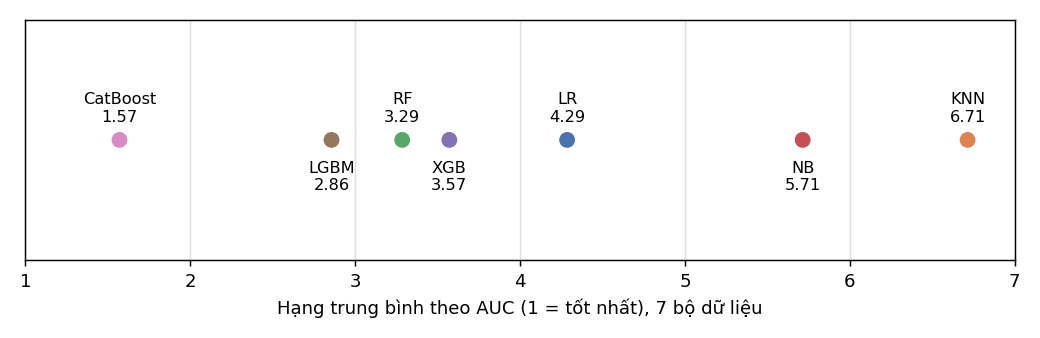 CatBoost
1.57
RF
3.29
LR
4.29
KNN
6.71
LGBM
2.86
XGB
3.57
NB
5.71
1 2 3 4 5 6 7
Hạng trung bình theo AUC (1 = tốt nhất), 7 bộ dữ liệu